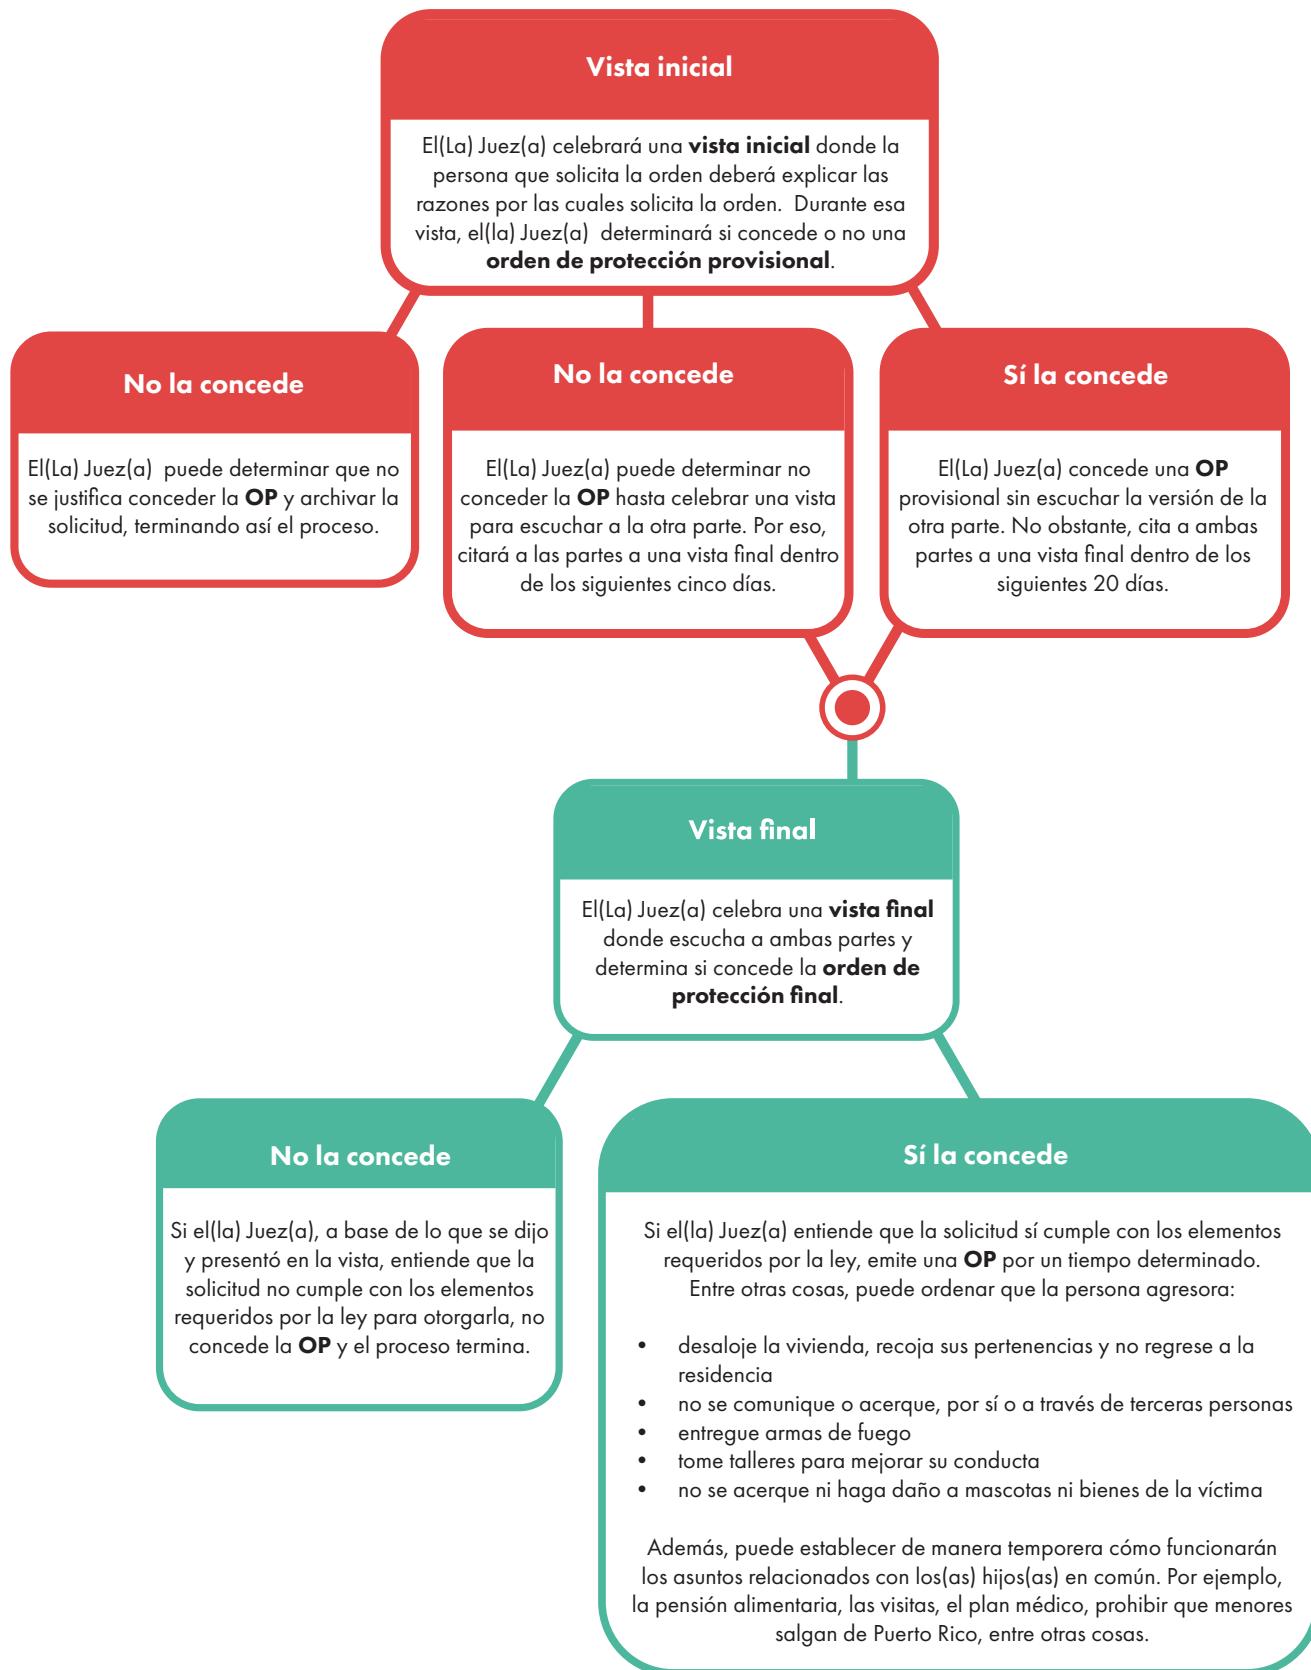 Vista inicial
El(La) Juez(a) celebrará una vista inicial donde la
persona que solicita la orden deberá explicar las
razones por las cuales solicita la orden. Durante esa
vista, el(la) Juez(a) determinará si concede o no una
orden de protección provisional.
No la concede
El(La) Juez(a) puede determinar que no
se justifica conceder la OP y archivar la
solicitud, terminando así el proceso.
No la concede
El(La) Juez(a) puede determinar no
conceder la OP hasta celebrar una vista
para escuchar a la otra parte. Por eso,
citará a las partes a una vista final dentro
de los siguientes cinco días.
Sí la concede
El(La) Juez(a) concede una OP
provisional sin escuchar la versión de la
otra parte. No obstante, cita a ambas
partes a una vista final dentro de los
siguientes 20 días.
Vista final
El(La) Juez(a) celebra una vista final
donde escucha a ambas partes y
determina si concede la orden de
protección final.
No la concede
Si el(la) Juez(a), a base de lo que se dijo
y presentó en la vista, entiende que la
solicitud no cumple con los elementos
requeridos por la ley para otorgarla, no
concede la OP y el proceso termina.
Sí la concede
Si el(la) Juez(a) entiende que la solicitud sí cumple con los elementos
requeridos por la ley, emite una OP por un tiempo determinado.
Entre otras cosas, puede ordenar que la persona agresora:
• desaloje la vivienda, recoja sus pertenencias y no regrese a la
residencia
• no se comunique o acerque, por sí o a través de terceras personas
• entregue armas de fuego
• tome talleres para mejorar su conducta
• no se acerque ni haga daño a mascotas ni bienes de la víctima
Además, puede establecer de manera temporera cómo funcionarán
los asuntos relacionados con los(as) hijos(as) en común. Por ejemplo,
la pensión alimentaria, las visitas, el plan médico, prohibir que menores
salgan de Puerto Rico, entre otras cosas.